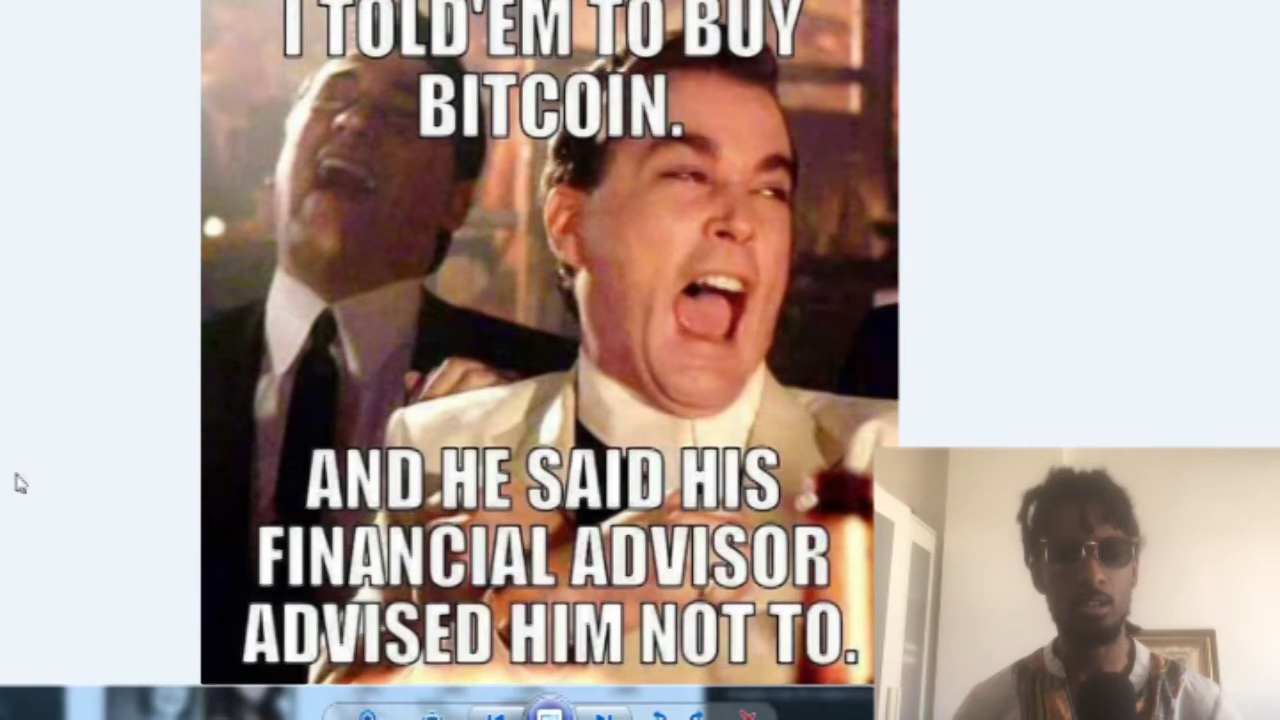 I TOLD'EM TO BUY
BITCOIN.
AND HE SAID HIS
FINANCIAL ADVISOR
ADVISED HIM NOT TO.